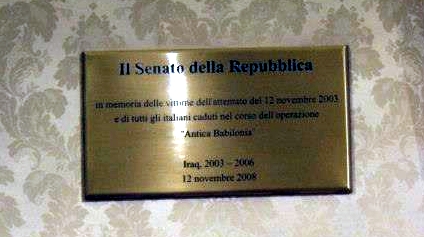 Il Senato della Repubblica
in memoria delle vittime dell'attentato del 12 novembre 2003
e di tutti gli italiani caduti nel corso dell'operazione
"Antica Babilonia"
Iraq, 2003 – 2006
12 novembre 2008